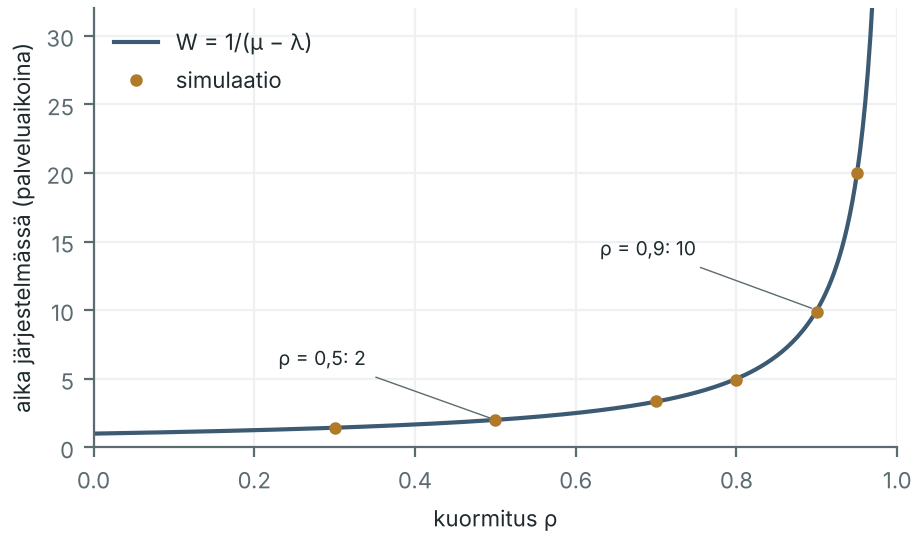 W = 1/(μ − λ)
simulaatio
aika järjestelmässä (palveluaikoina)
30
25
20
15
10
5
0
ρ = 0,9: 10
ρ = 0,5: 2
0.0
0.2
0.4
0.6
0.8
1.0
kuormitus ρ